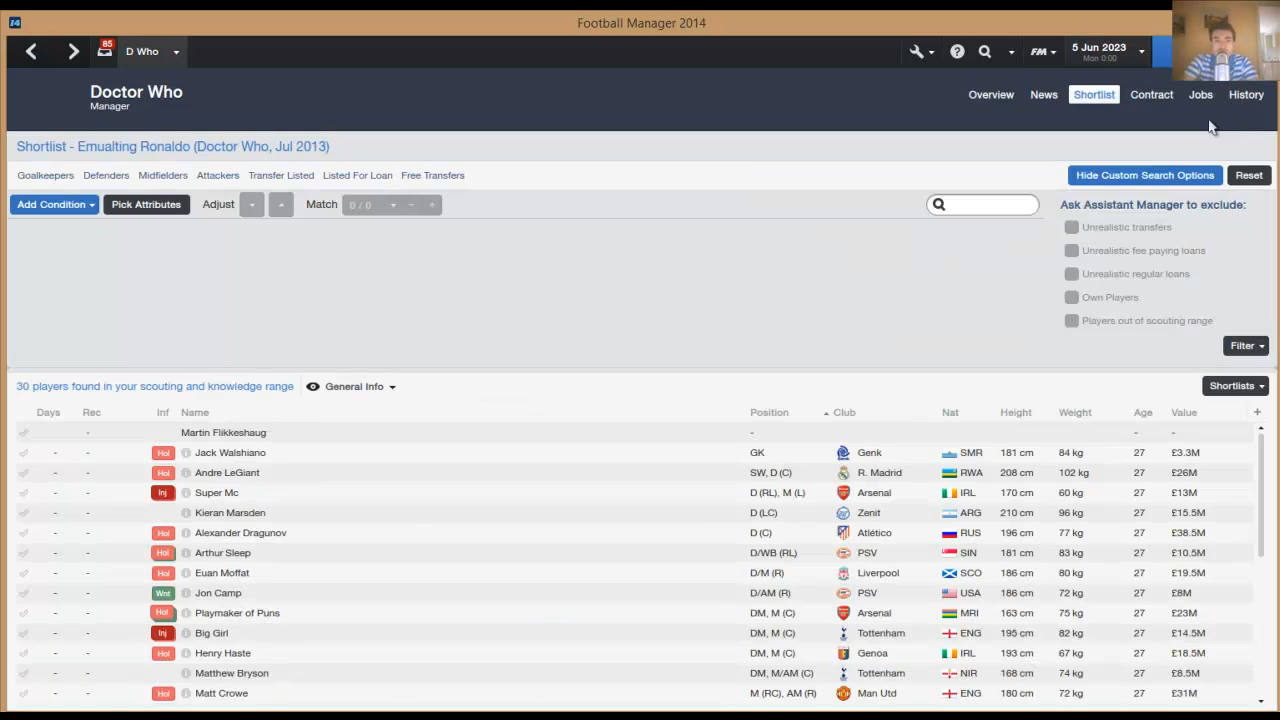 Football Manager 2014
85 D Who FM 5 Jun 2023
Mon 0:00
Doctor Who
Manager
Overview News Shortlist Contract Jobs History
Shortlist - Emualting Ronaldo (Doctor Who, Jul 2013)
Goalkeepers Defenders Midfielders Attackers Transfer Listed Listed For Loan Free Transfers Hide Custom Search Options Reset
Add Condition Pick Attributes Adjust Match 0 / 0 Ask Assistant Manager to exclude:
Unrealistic transfers
Unrealistic fee paying loans
Unrealistic regular loans
Own Players
Players out of scouting range
Filter
30 players found in your scouting and knowledge range General Info Shortlists
Days Rec Inf Name Position Club Nat Height Weight Age Value +
- - Martin Flikkeshaug - - -
- - Hol Jack Walshiano GK Genk SMR 181 cm 84 kg 27 £3.3M
- - Hol Andre LeGiant SW, D (C) R. Madrid RWA 208 cm 102 kg 27 £26M
- - Inj Super Mc D (RL), M (L) Arsenal IRL 170 cm 60 kg 27 £13M
- - Kieran Marsden D (LC) Zenit ARG 210 cm 96 kg 27 £15.5M
- - Hol Alexander Dragunov D (C) Atlético RUS 196 cm 77 kg 27 £38.5M
- - Hol Arthur Sleep D/WB (RL) PSV SIN 181 cm 83 kg 27 £10.5M
- - Hol Euan Moffat D/M (R) Liverpool SCO 186 cm 80 kg 27 £19.5M
- - Wnt Jon Camp D/AM (R) PSV USA 186 cm 72 kg 27 £8M
- - Hol Playmaker of Puns DM, M (C) Arsenal MRI 163 cm 75 kg 27 £23M
- - Inj Big Girl DM, M (C) Tottenham ENG 195 cm 82 kg 27 £14.5M
- - Hol Henry Haste DM, M (C) Genoa IRL 193 cm 67 kg 27 £18.5M
- - Matthew Bryson DM, M/AM (C) Tottenham NIR 168 cm 74 kg 27 £8.5M
- - Hol Matt Crowe M (RC), AM (R) Man Utd ENG 180 cm 72 kg 27 £31M